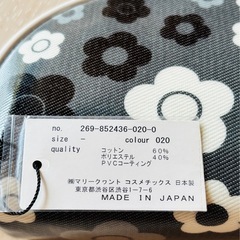 no. 269-852436-020-0
size - colour 020
quality コットン 60%
ポリエステル 40%
PVCコーティング
㈱マリークヮント コスメチックス 日本製
東京都渋谷区渋谷1-7-6
MADE IN JAPAN